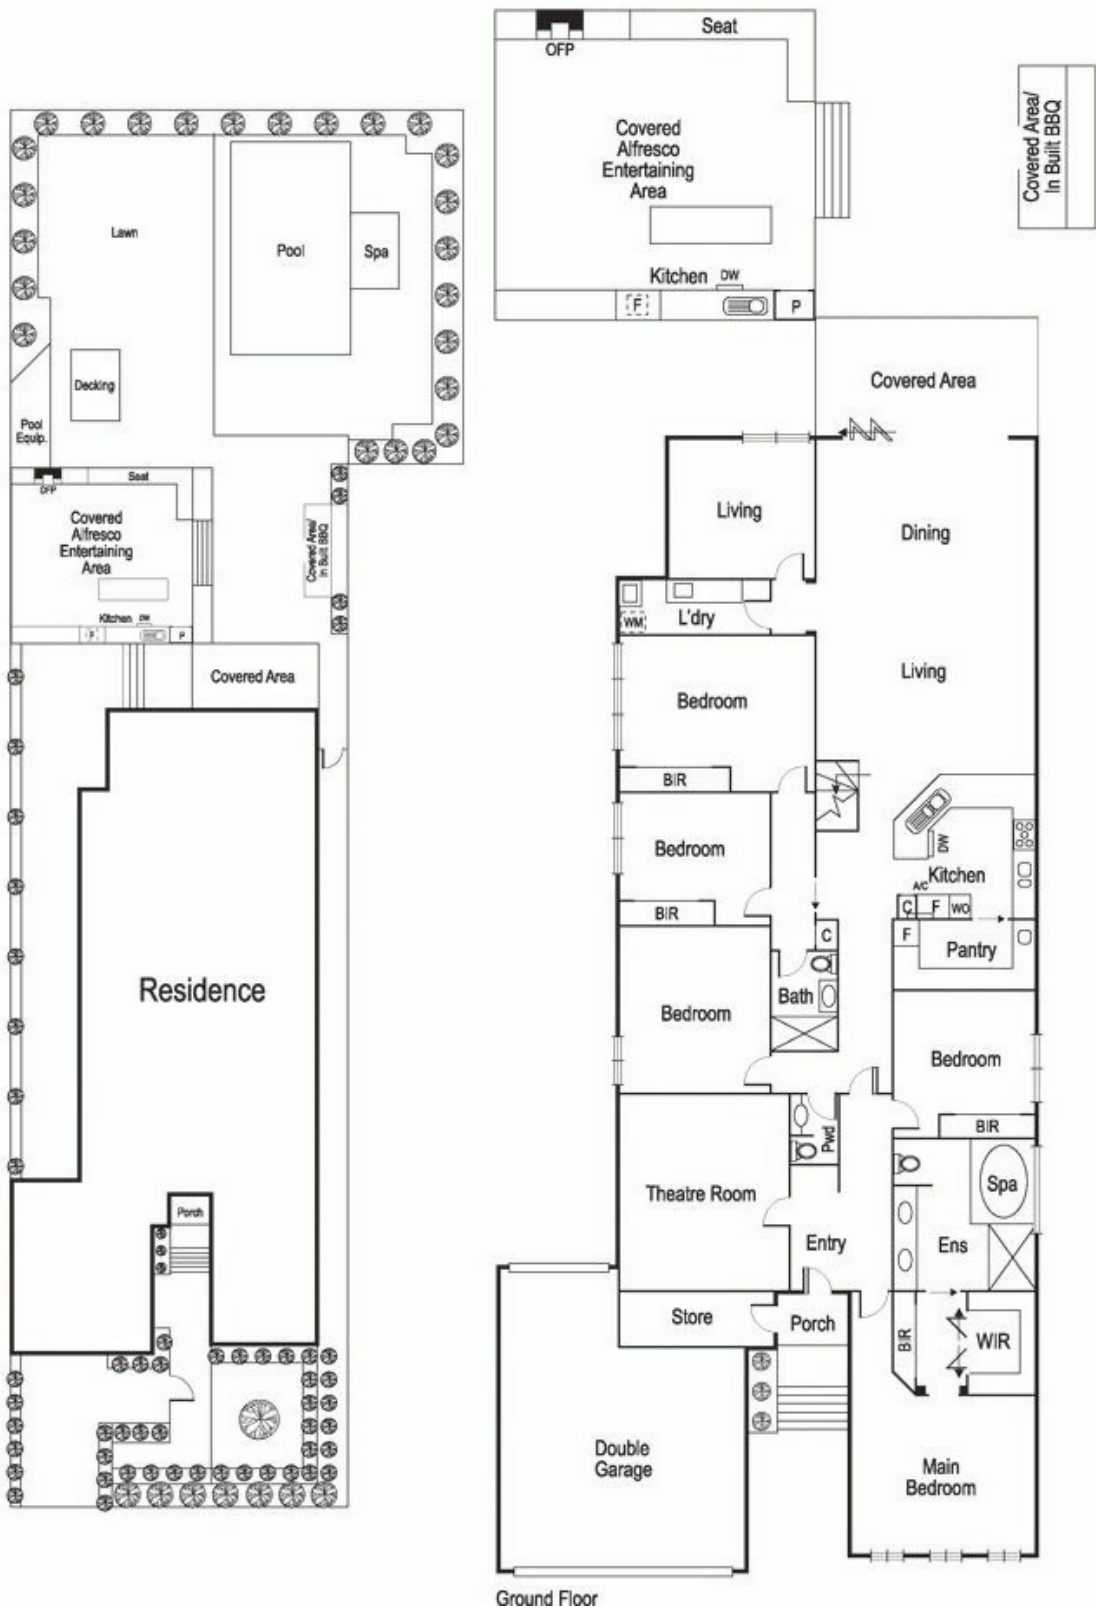 Lawn
Pool
Spa
Decking
Pool
Equip.
OFP
Seat
Covered
Alfresco
Entertaining
Area
Covered Area/
In Built BBQ
Kitchen
DW
F
P
Covered Area
Residence
Porch
OFP
Seat
Covered
Alfresco
Entertaining
Area
Covered Area/
In Built BBQ
Kitchen
DW
F
P
Covered Area
Living
Dining
WM
L'dry
Living
Bedroom
BIR
Bedroom
BIR
DW
Kitchen
A/C
C
F
WO
F
Pantry
C
Bath
Bedroom
Bedroom
BIR
Pwd
Theatre Room
Spa
Entry
Ens
Store
Porch
BIR
WIR
Double
Garage
Main
Bedroom
Ground Floor